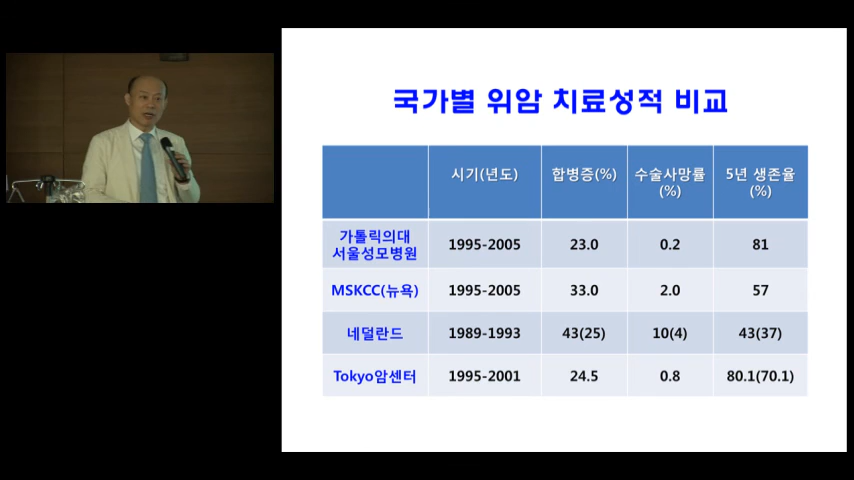 국가별 위암 치료성적 비교
시기(년도) 합병증(%) 수술사망률 (%) 5년 생존율 (%)
가톨릭의대 서울성모병원 1995-2005 23.0 0.2 81
MSKCC(뉴욕) 1995-2005 33.0 2.0 57
네덜란드 1989-1993 43(25) 10(4) 43(37)
Tokyo암센터 1995-2001 24.5 0.8 80.1(70.1)